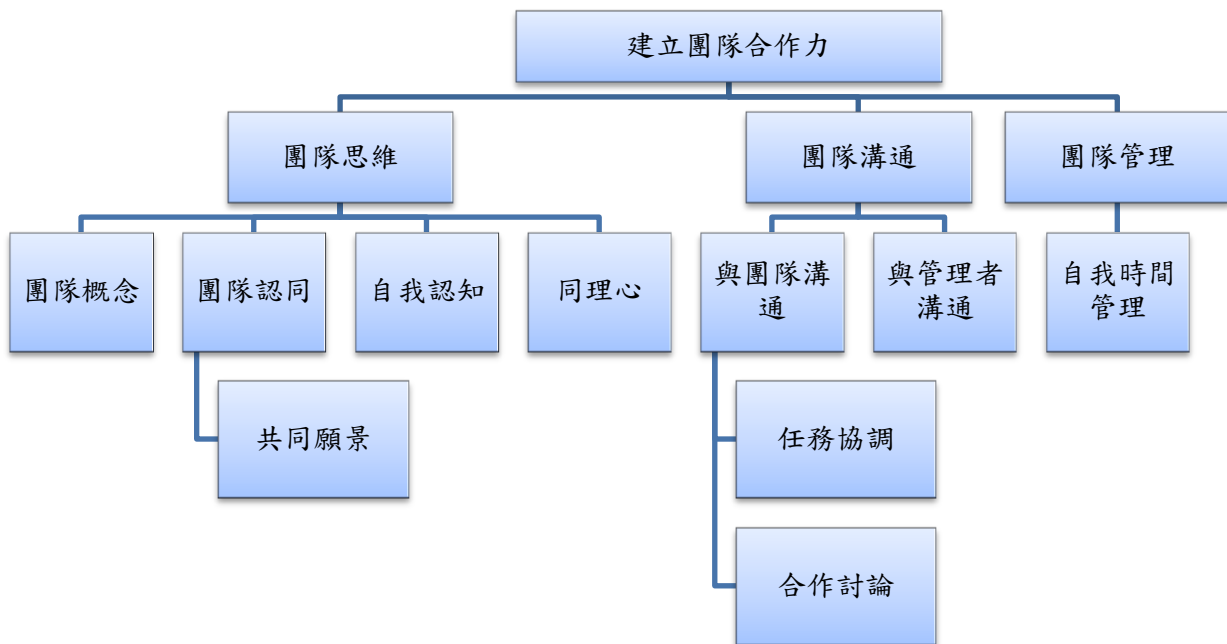 建立團隊合作力
團隊思維
團隊溝通
團隊管理
團隊概念
團隊認同
自我認知
同理心
與團隊溝
通
與管理者
溝通
自我時間
管理
共同願景
任務協調
合作討論